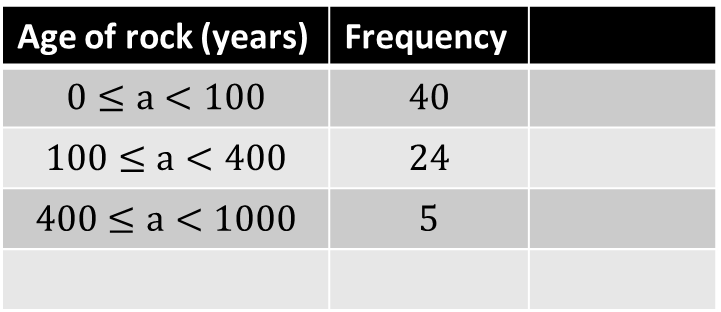 Age of rock (years) Frequency
0 ≤ a < 100 40
100 ≤ a < 400 24
400 ≤ a < 1000 5